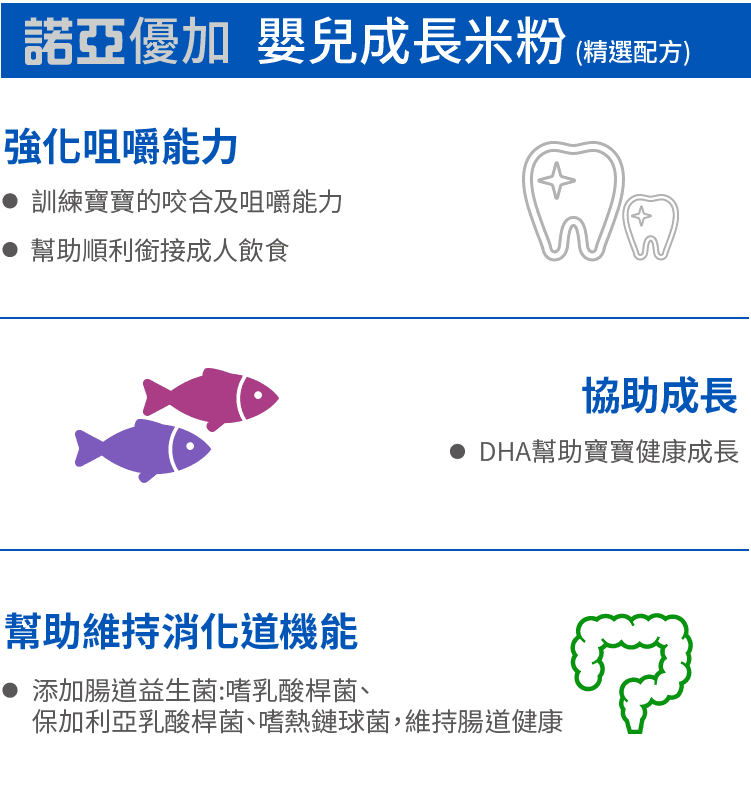 諾亞優加 嬰兒成長米粉 (精選配方)
強化咀嚼能力
● 訓練寶寶的咬合及咀嚼能力
● 幫助順利銜接成人飲食
協助成長
● DHA幫助寶寶健康成長
幫助維持消化道機能
● 添加腸道益生菌:嗜乳酸桿菌、
保加利亞乳酸桿菌、嗜熱鏈球菌,維持腸道健康